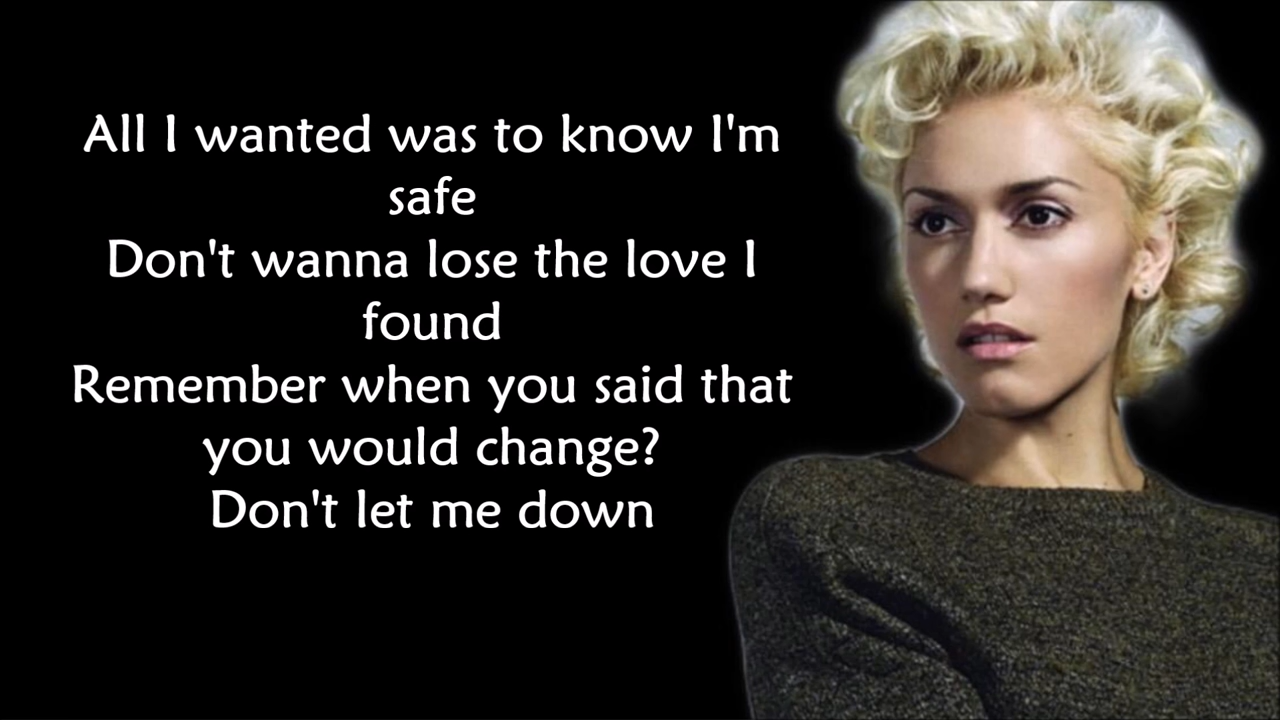 All I wanted was to know I'm
safe
Don't wanna lose the love I
found
Remember when you said that
you would change?
Don't let me down